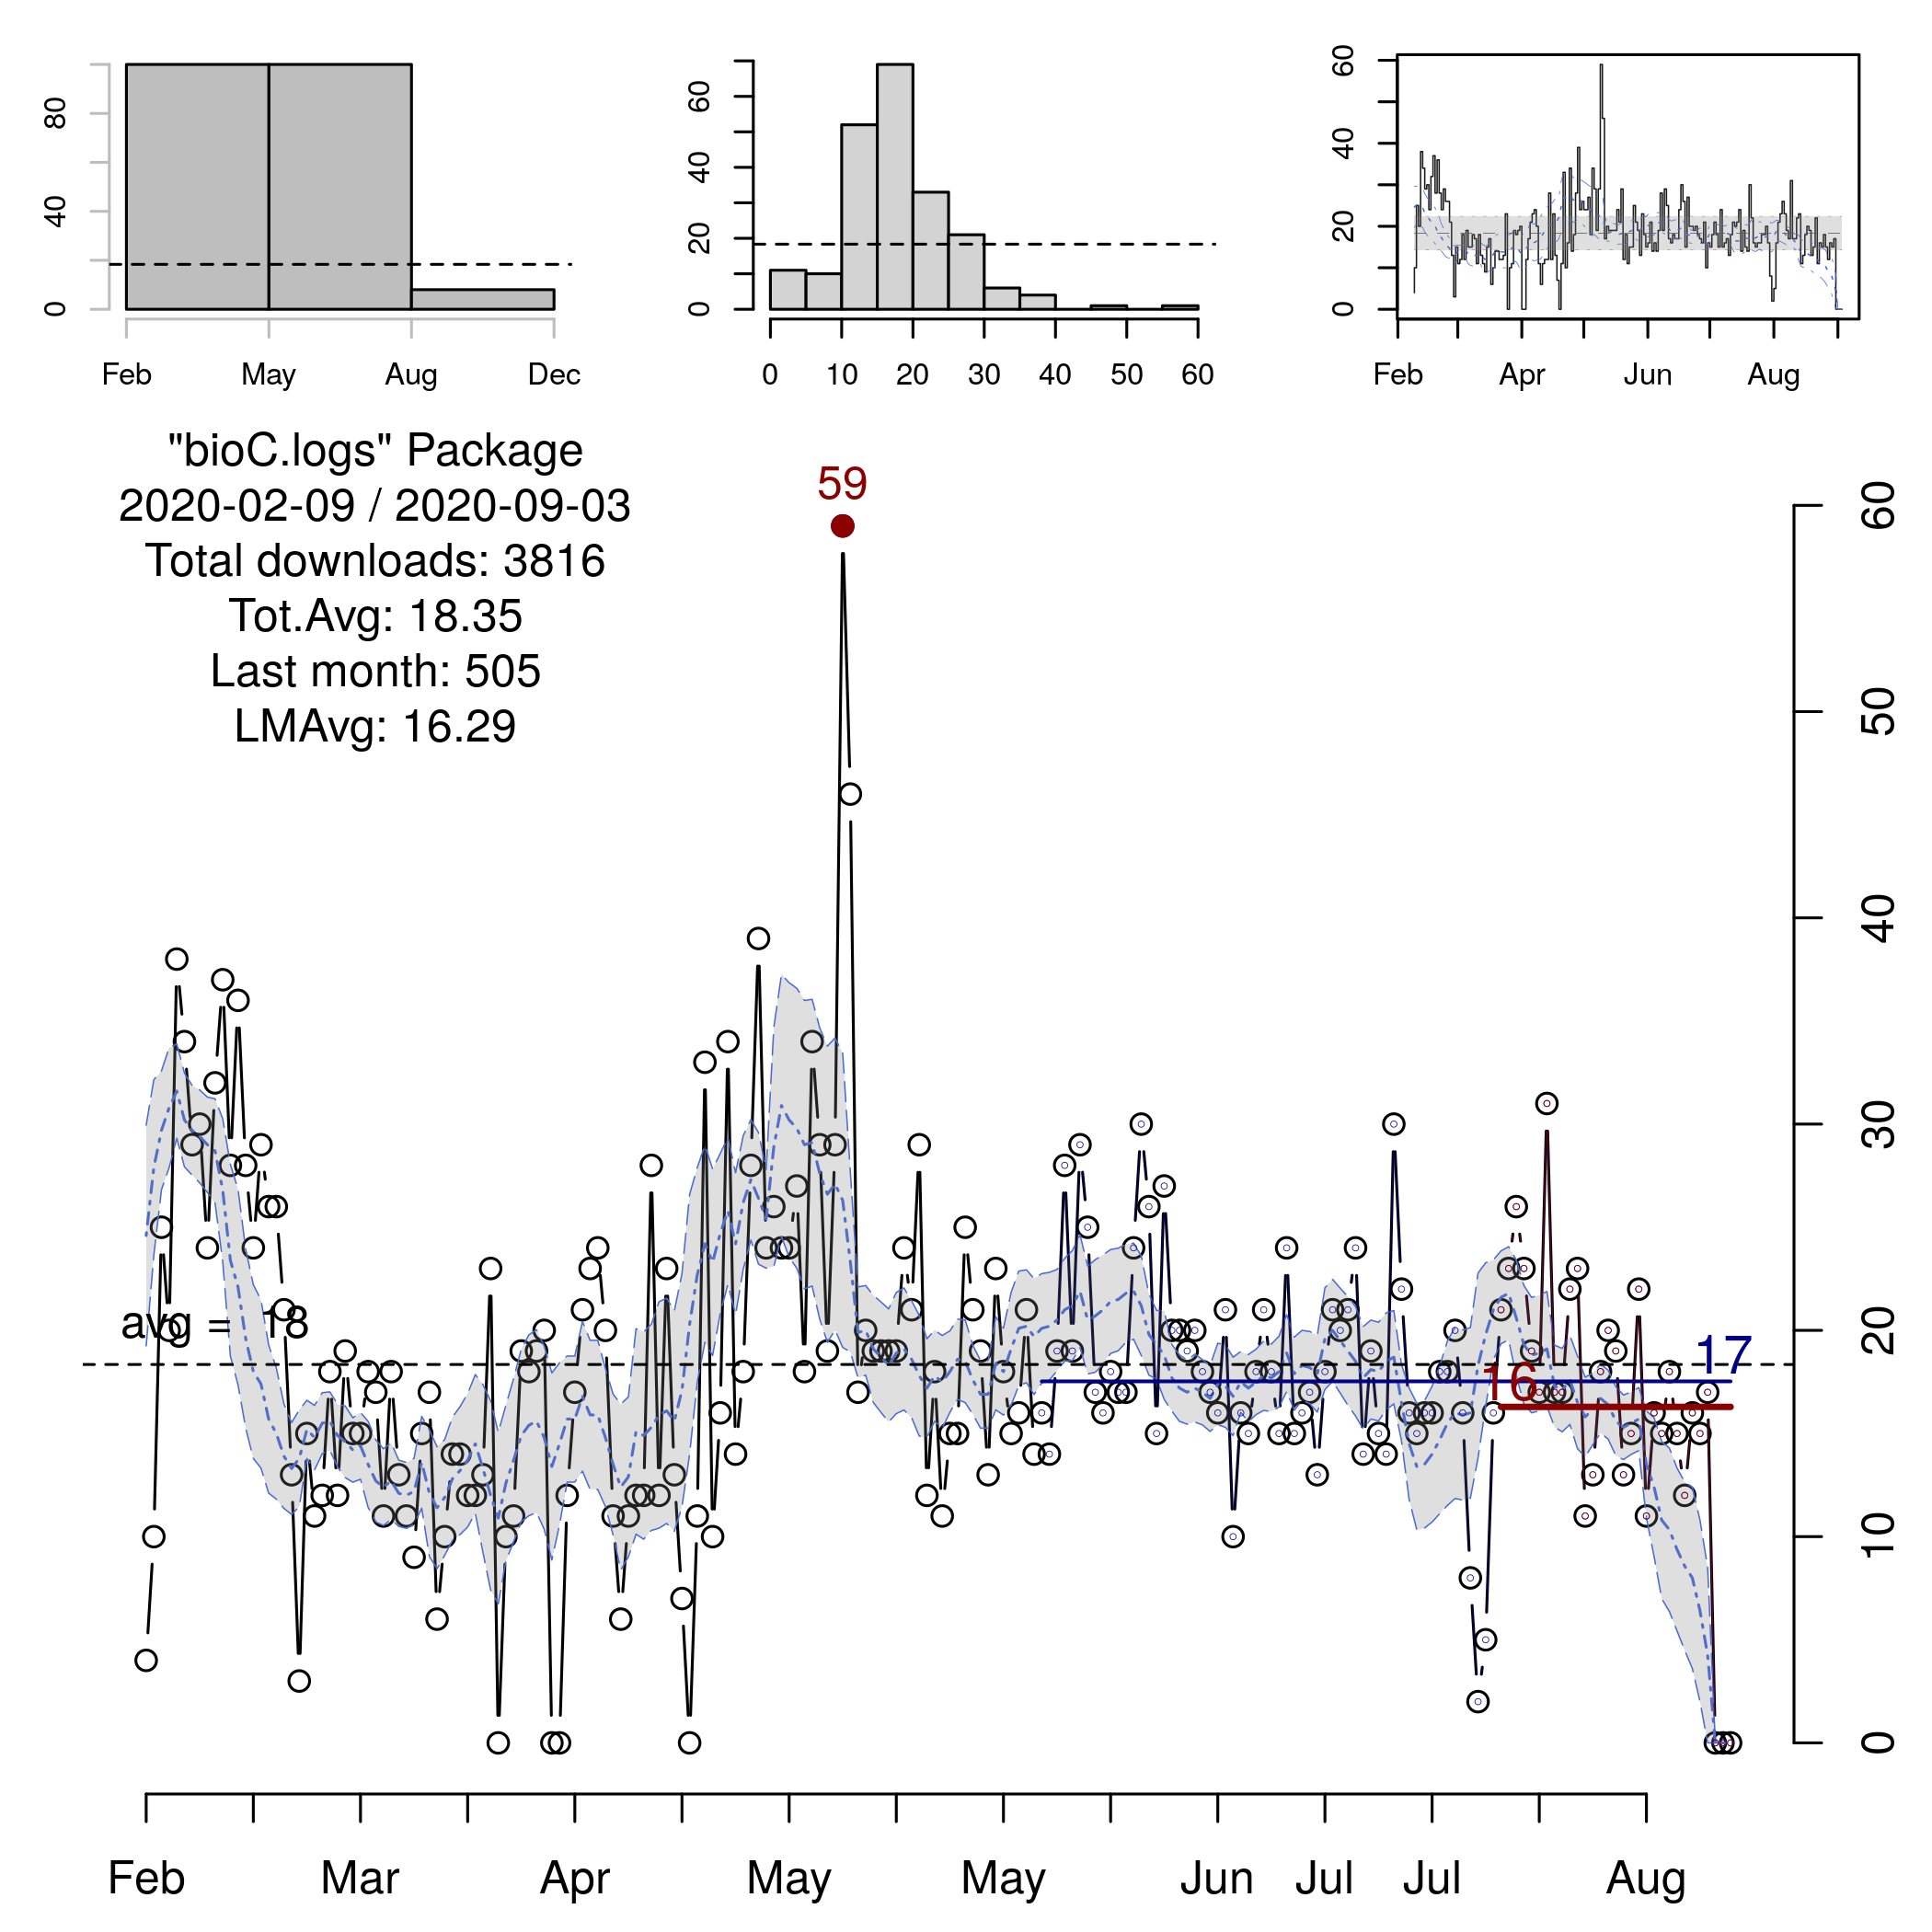 80
40
0
Feb May Aug Dec
60
40
20
0
0 10 20 30 40 50 60
60
40
20
0
Feb Apr Jun Aug
"bioC.logs" Package
2020-02-09 / 2020-09-03
Total downloads: 3816
Tot.Avg: 18.35
Last month: 505
LMAvg: 16.29
59
avg = 18
16
17
60
50
40
30
20
10
0
Feb Mar Apr May May Jun Jul Jul Aug